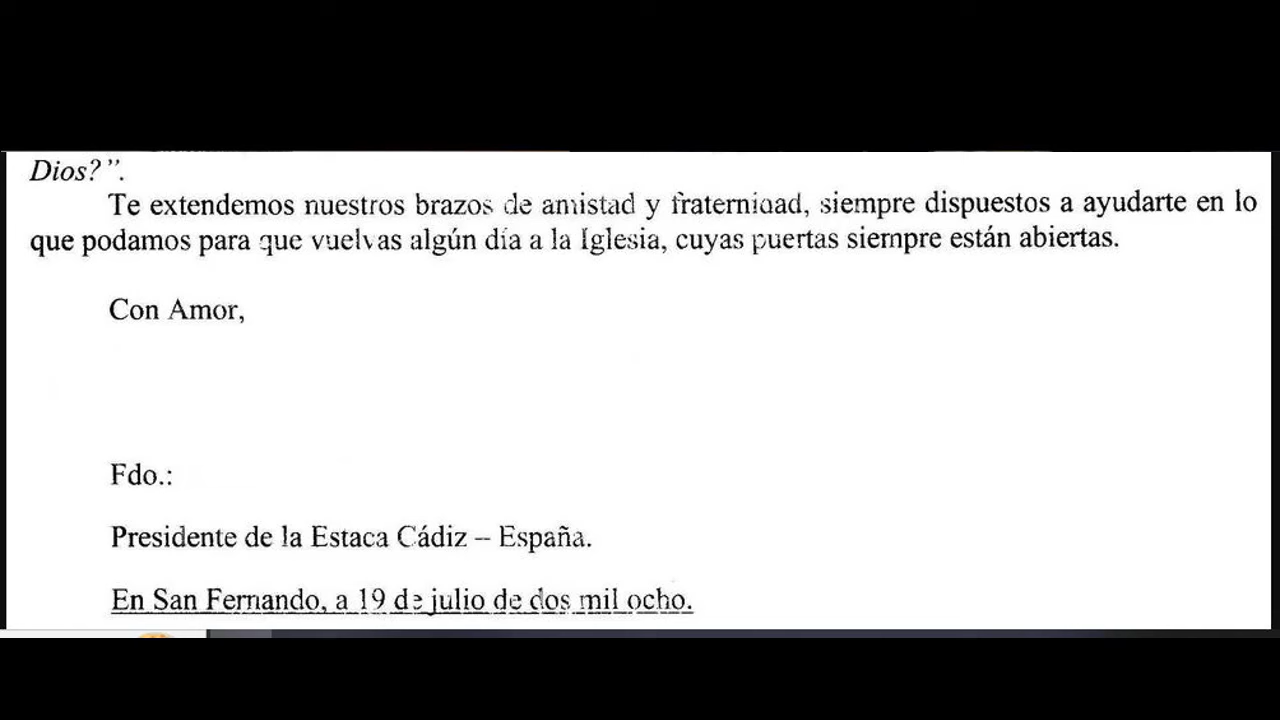 Dios?”.
Te extendemos nuestros brazos de amistad y fraternidad, siempre dispuestos a ayudarte en lo
que podamos para que vuelvas algún día a la Iglesia, cuyas puertas siempre están abiertas.
Con Amor,
Fdo.:
Presidente de la Estaca Cádiz – España.
En San Fernando, a 19 de julio de dos mil ocho.